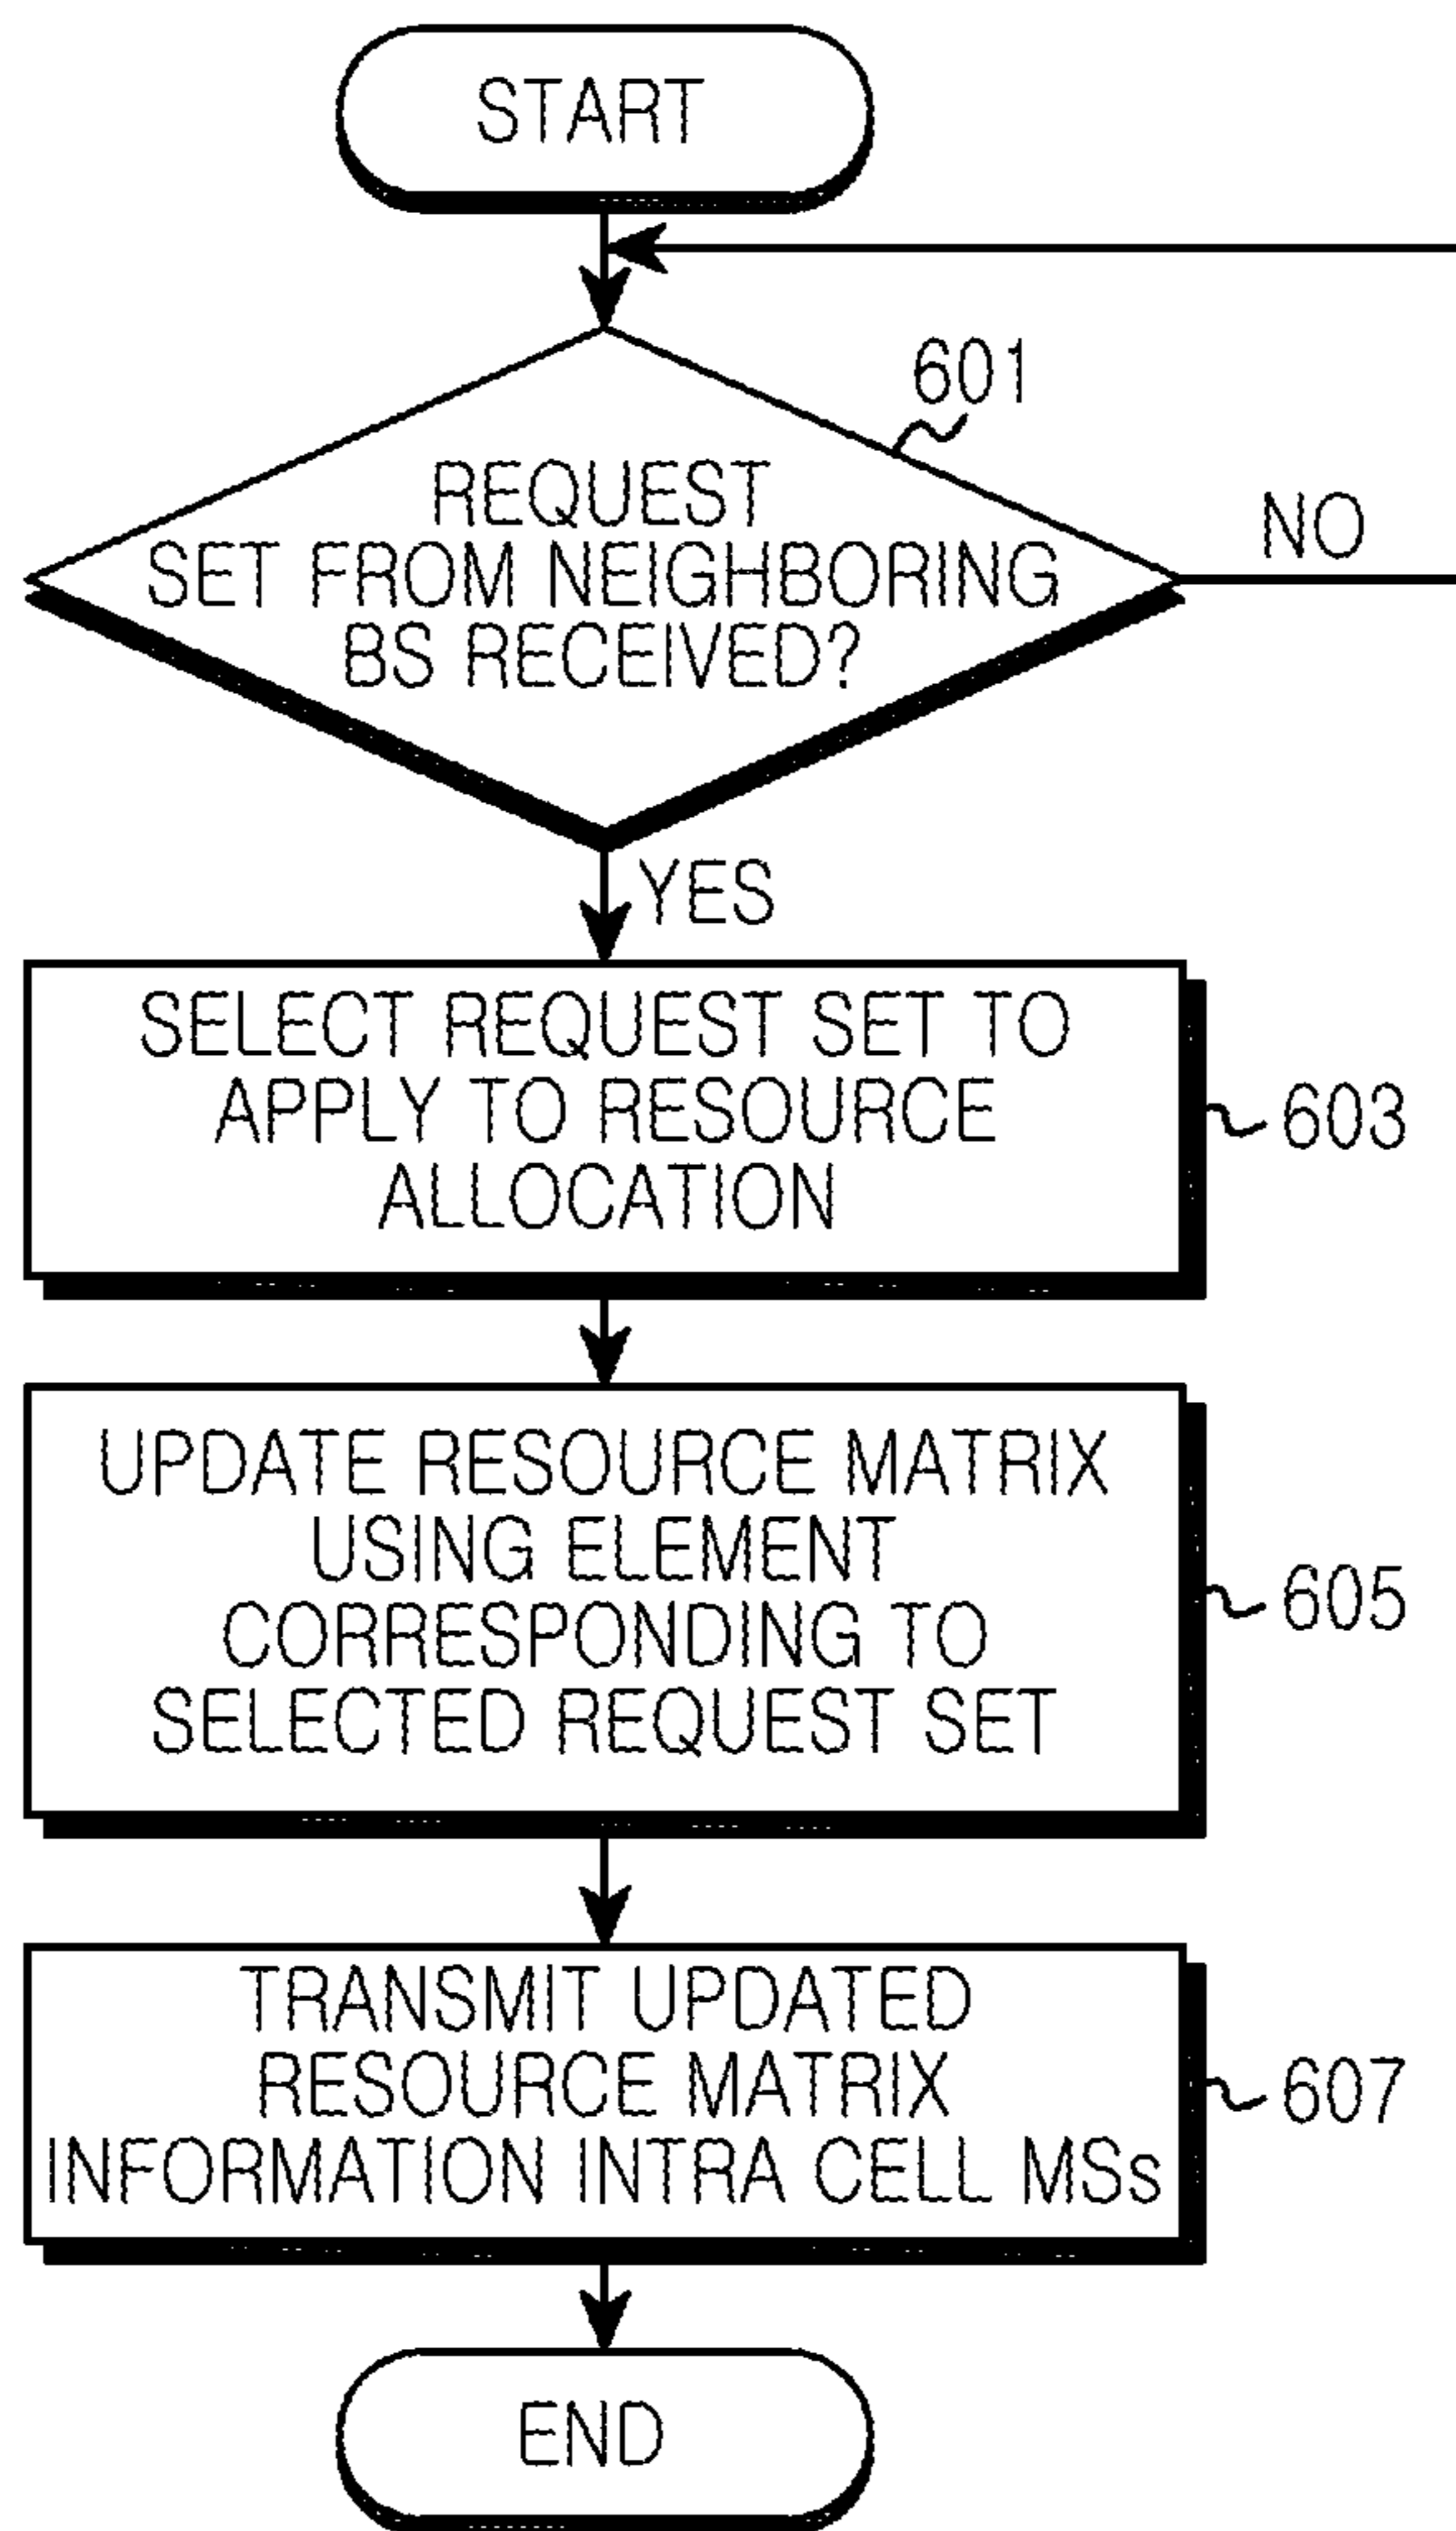 START
601
REQUEST
SET FROM NEIGHBORING
BS RECEIVED?
NO
YES
SELECT REQUEST SET TO
APPLY TO RESOURCE
ALLOCATION
603
UPDATE RESOURCE MATRIX
USING ELEMENT
CORRESPONDING TO
SELECTED REQUEST SET
605
TRANSMIT UPDATED
RESOURCE MATRIX
INFORMATION INTRA CELL MSs
607
END